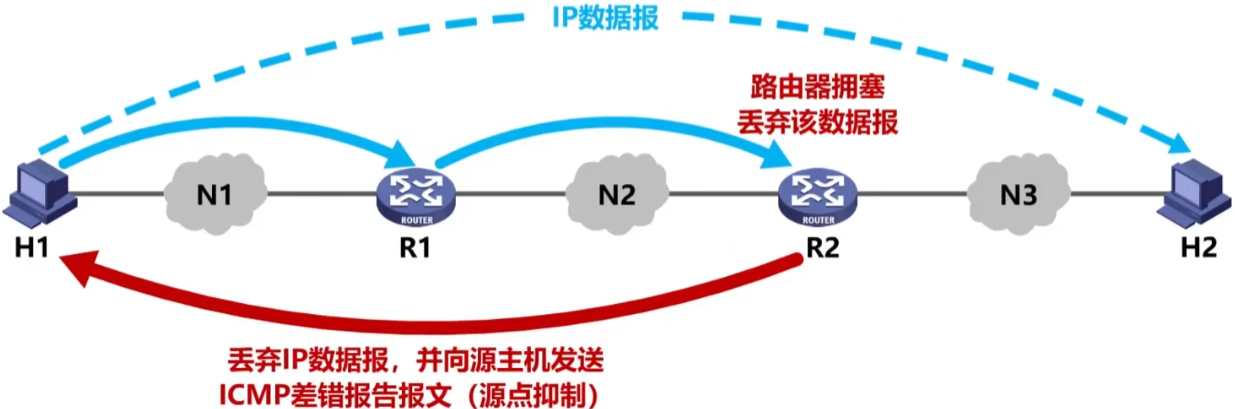 IP数据报
路由器拥塞
丢弃该数据报
N1
N2
N3
ROUTER
ROUTER
H1
R1
R2
H2
丢弃IP数据报，并向源主机发送
ICMP差错报告报文（源点抑制）